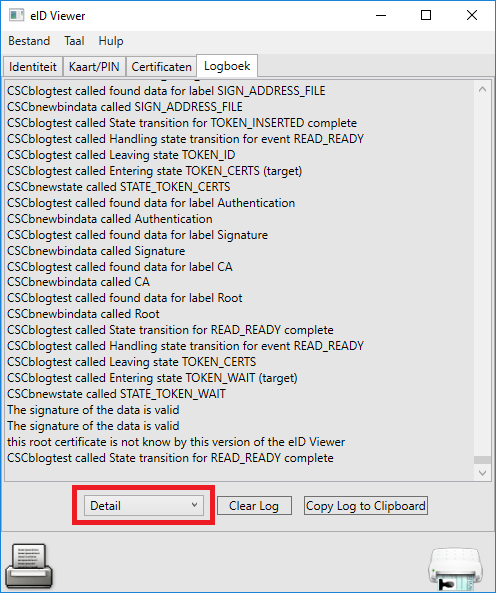 eID Viewer
Bestand Taal Hulp
Identiteit Kaart/PIN Certificaten Logboek
CSCblogtest called found data for label SIGN_ADDRESS_FILE
CSCbnewbindata called SIGN_ADDRESS_FILE
CSCblogtest called State transition for TOKEN_INSERTED complete
CSCblogtest called Handling state transition for event READ_READY
CSCblogtest called Leaving state TOKEN_ID
CSCblogtest called Entering state TOKEN_CERTS (target)
CSCbnewstate called STATE_TOKEN_CERTS
CSCblogtest called found data for label Authentication
CSCbnewbindata called Authentication
CSCblogtest called found data for label Signature
CSCbnewbindata called Signature
CSCblogtest called found data for label CA
CSCbnewbindata called CA
CSCblogtest called found data for label Root
CSCbnewbindata called Root
CSCblogtest called State transition for READ_READY complete
CSCblogtest called Handling state transition for event READ_READY
CSCblogtest called Leaving state TOKEN_CERTS
CSCblogtest called Entering state TOKEN_WAIT (target)
CSCbnewstate called STATE_TOKEN_WAIT
The signature of the data is valid
The signature of the data is valid
this root certificate is not know by this version of the eID Viewer
CSCblogtest called State transition for READ_READY complete
Detail Clear Log Copy Log to Clipboard